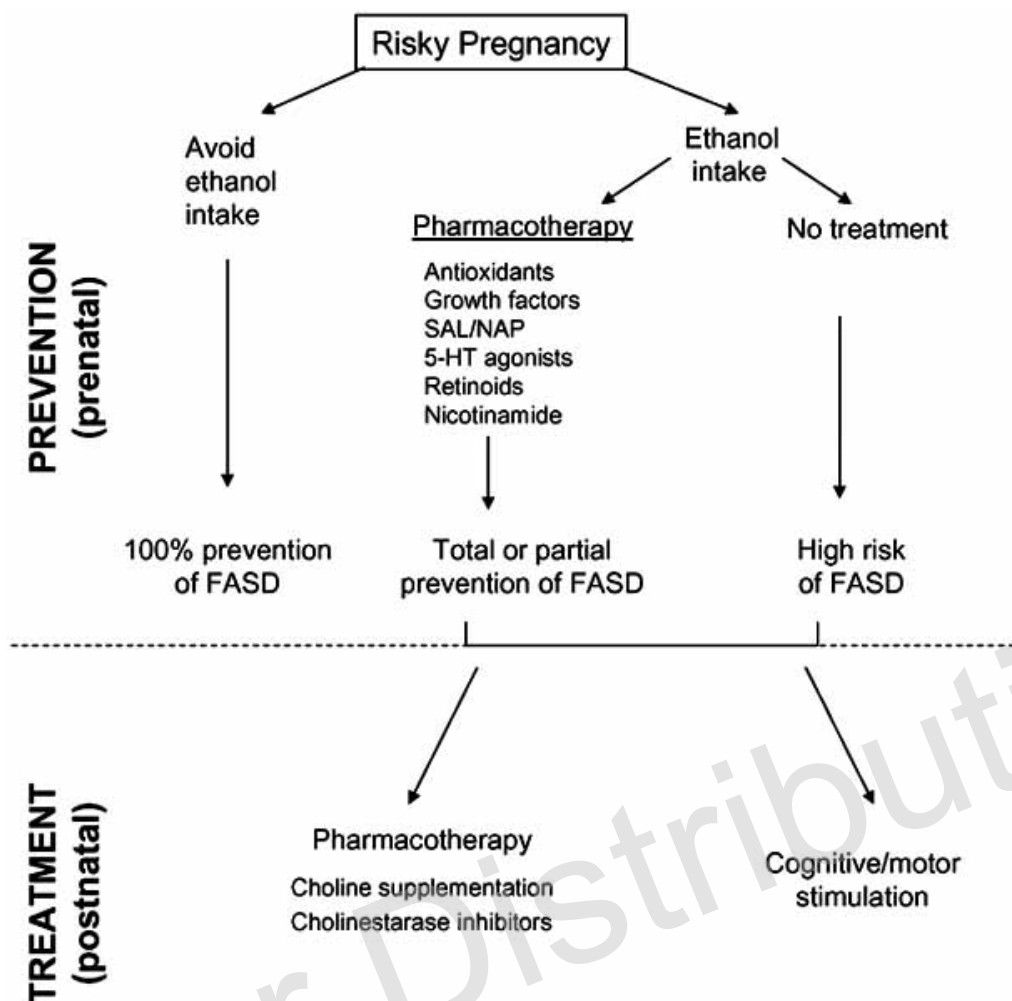 Risky Pregnancy
Avoid
ethanol
intake
Ethanol
intake
Pharmacotherapy
No treatment
Antioxidants
Growth factors
SAL/NAP
5-HT agonists
Retinoids
Nicotinamide
PREVENTION
(prenatal)
100% prevention
of FASD
Total or partial
prevention of FASD
High risk
of FASD
TREATMENT
(postnatal)
Pharmacotherapy
Choline supplementation
Cholinestarase inhibitors
Cognitive/motor
stimulation